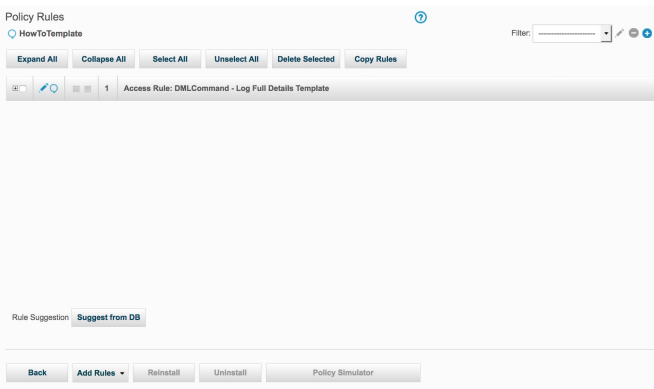 Policy Rules
HowToTemplate
Filter: --------------------
Expand All Collapse All Select All Unselect All Delete Selected Copy Rules
1 Access Rule: DMLCommand - Log Full Details Template
Rule Suggestion Suggest from DB
Back Add Rules Reinstall Uninstall Policy Simulator